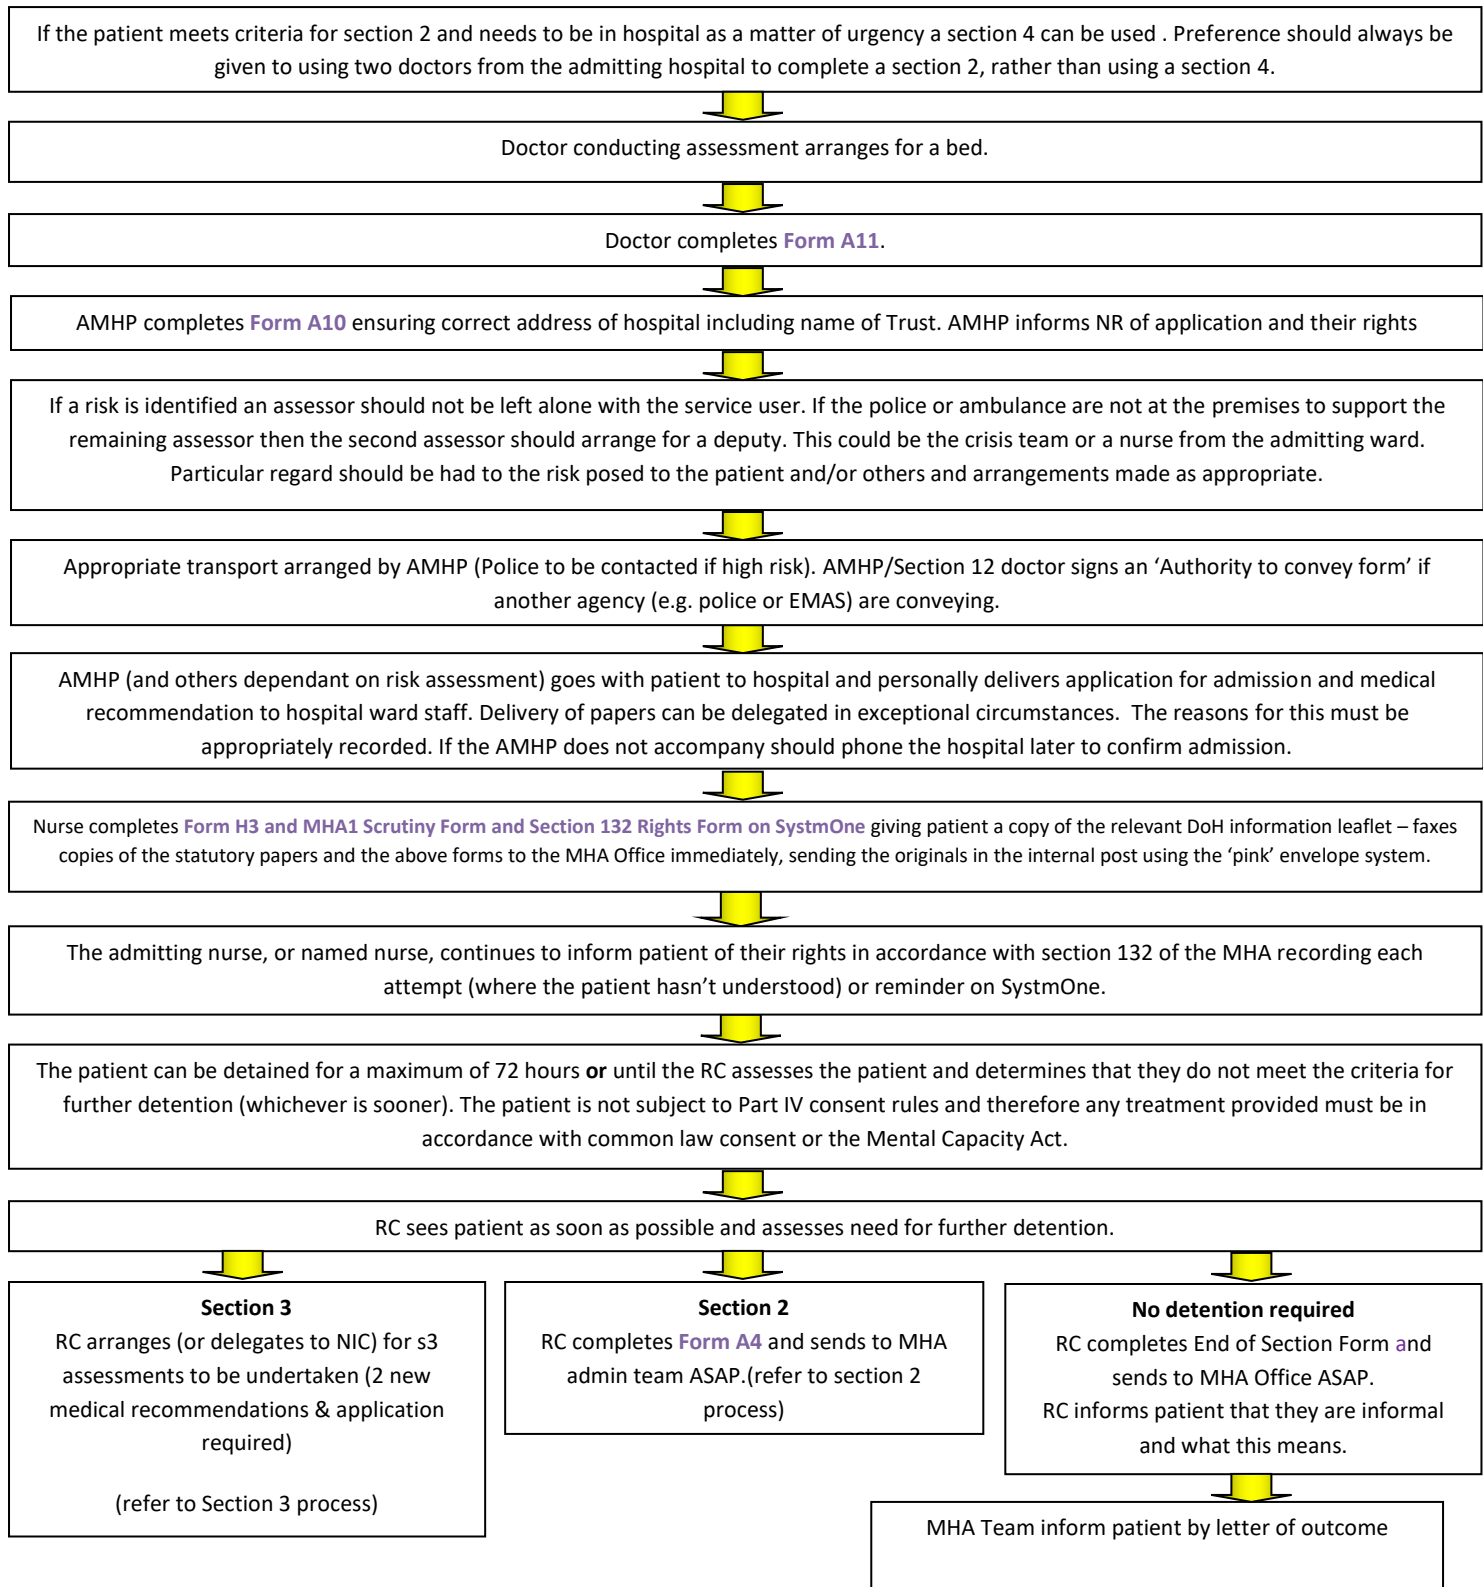 If the patient meets criteria for section 2 and needs to be in hospital as a matter of urgency a section 4 can be used . Preference should always be
given to using two doctors from the admitting hospital to complete a section 2, rather than using a section 4.
Doctor conducting assessment arranges for a bed.
Doctor completes Form A11.
AMHP completes Form A10 ensuring correct address of hospital including name of Trust. AMHP informs NR of application and their rights
If a risk is identified an assessor should not be left alone with the service user. If the police or ambulance are not at the premises to support the
remaining assessor then the second assessor should arrange for a deputy. This could be the crisis team or a nurse from the admitting ward.
Particular regard should be had to the risk posed to the patient and/or others and arrangements made as appropriate.
Appropriate transport arranged by AMHP (Police to be contacted if high risk). AMHP/Section 12 doctor signs an ‘Authority to convey form’ if
another agency (e.g. police or EMAS) are conveying.
AMHP (and others dependant on risk assessment) goes with patient to hospital and personally delivers application for admission and medical
recommendation to hospital ward staff. Delivery of papers can be delegated in exceptional circumstances.  The reasons for this must be
appropriately recorded. If the AMHP does not accompany should phone the hospital later to confirm admission.
Nurse completes Form H3 and MHA1 Scrutiny Form and Section 132 Rights Form on SystmOne giving patient a copy of the relevant DoH information leaflet – faxes
copies of the statutory papers and the above forms to the MHA Office immediately, sending the originals in the internal post using the ‘pink’ envelope system.
The admitting nurse, or named nurse, continues to inform patient of their rights in accordance with section 132 of the MHA recording each
attempt (where the patient hasn’t understood) or reminder on SystmOne.
The patient can be detained for a maximum of 72 hours or until the RC assesses the patient and determines that they do not meet the criteria for
further detention (whichever is sooner). The patient is not subject to Part IV consent rules and therefore any treatment provided must be in
accordance with common law consent or the Mental Capacity Act.
RC sees patient as soon as possible and assesses need for further detention.
Section 3
RC arranges (or delegates to NIC) for s3
assessments to be undertaken (2 new
medical recommendations & application
required)
(refer to Section 3 process)
Section 2
RC completes Form A4 and sends to MHA
admin team ASAP.(refer to section 2
process)
No detention required
RC completes End of Section Form and
sends to MHA Office ASAP.
RC informs patient that they are informal
and what this means.
MHA Team inform patient by letter of outcome